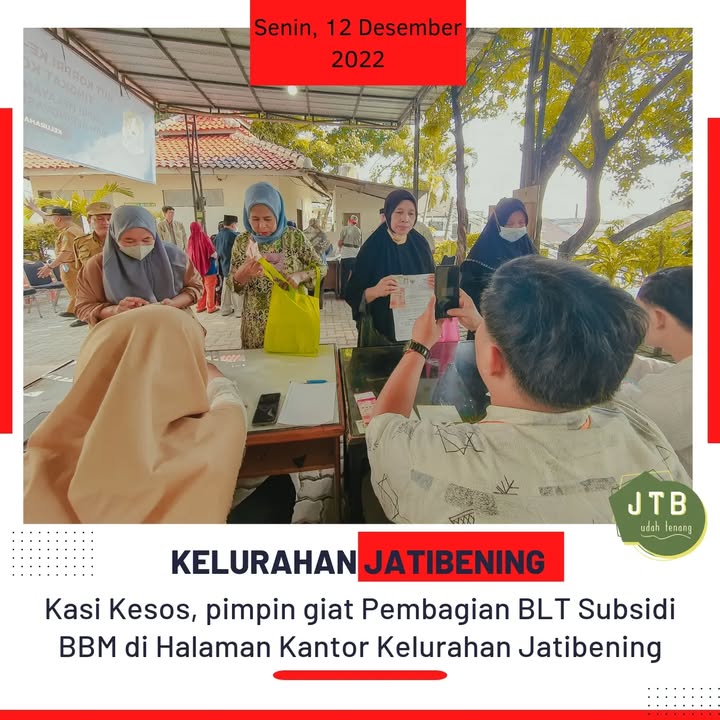 Senin, 12 Desember
2022
KELURAHAN
JTB
udah tenang
KELURAHAN JATIBENING
Kasi Kesos, pimpin giat Pembagian BLT Subsidi
BBM di Halaman Kantor Kelurahan Jatibening